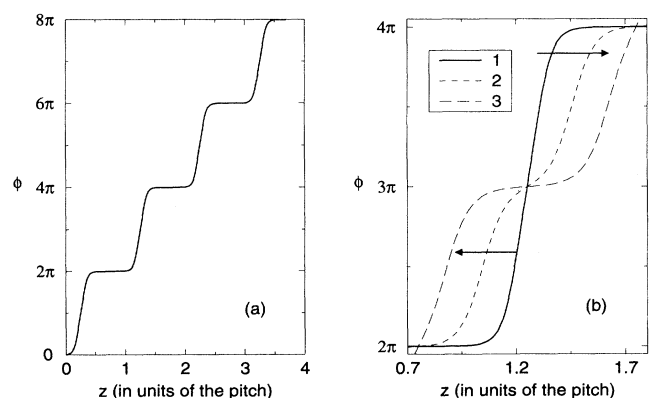 8π
6π
φ
4π
2π
0
(a)
0
1
2
3
4
z (in units of the pitch)
(b)
4π
1
2
3
φ
3π
2π
0.7
1.2
1.7
z (in units of the pitch)